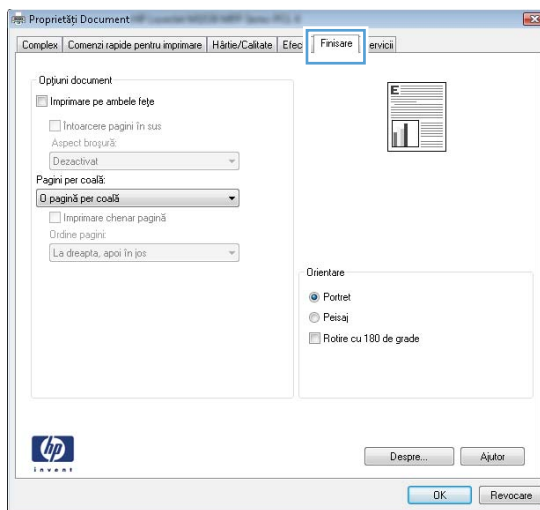 Proprietăți Document
Complex Comenzi rapide pentru imprimare Hârtie/Calitate Efec Finisare ervicii
Opțiuni document
Imprimare pe ambele fețe
Întoarcere pagini în sus
Aspect broșură:
Dezactivat
Pagini per coală:
O pagină per coală
Imprimare chenar pagină
Ordine pagini:
La dreapta, apoi în jos
E
Orientare
Portret
Peisaj
Rotire cu 180 de grade
hp
invent
Despre... Ajutor
OK Revocare